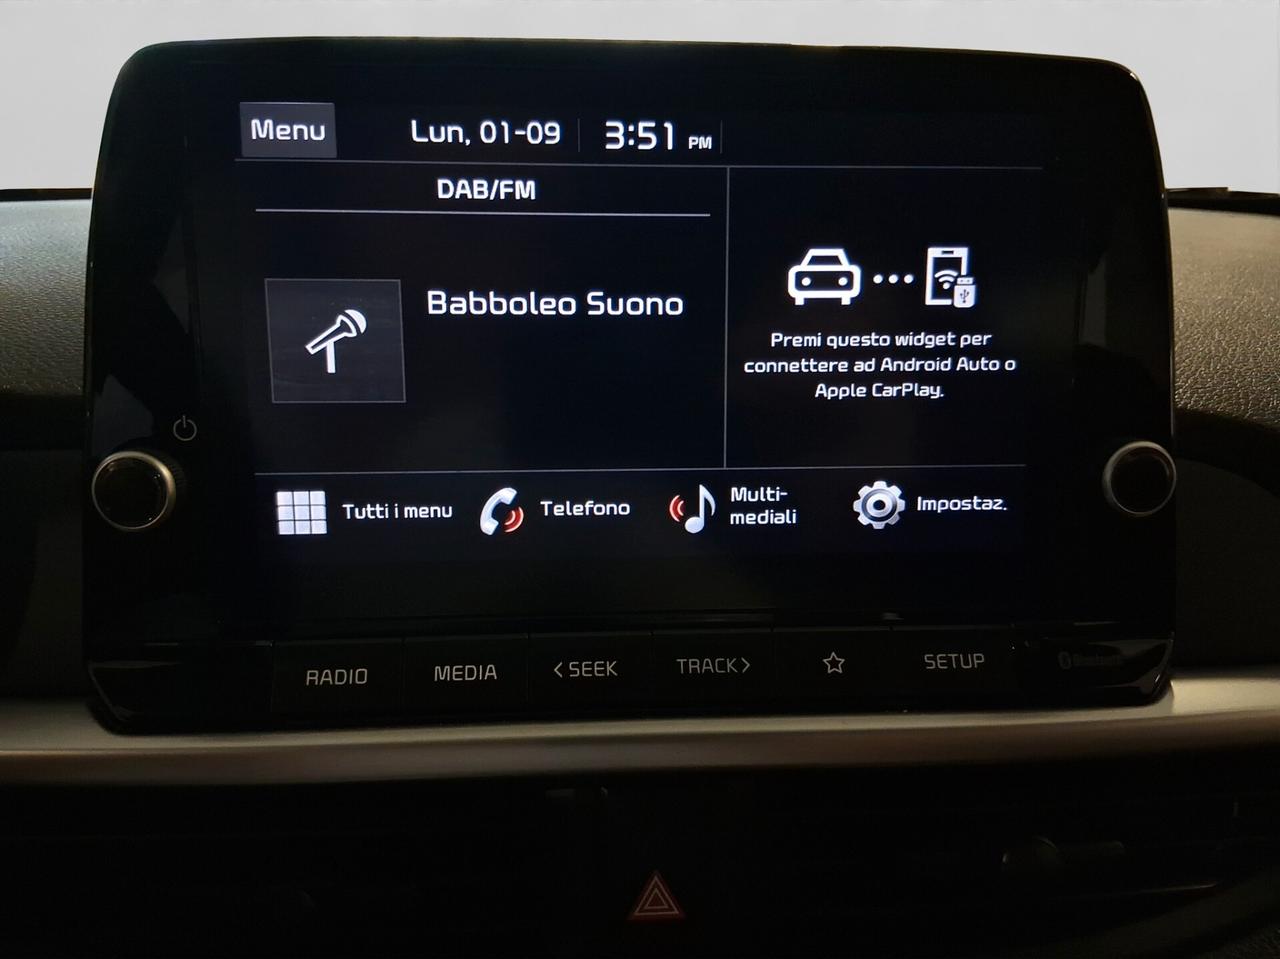 Menu
Lun, 01-09
3:51 PM
DAB/FM
Babboleo Suono
Premi questo widget per
connettere ad Android Auto o
Apple CarPlay.
Tutti i menu
Telefono
Multi-
mediali
Impostaz.
RADIO
MEDIA
< SEEK
TRACK >
SETUP
Bluetooth